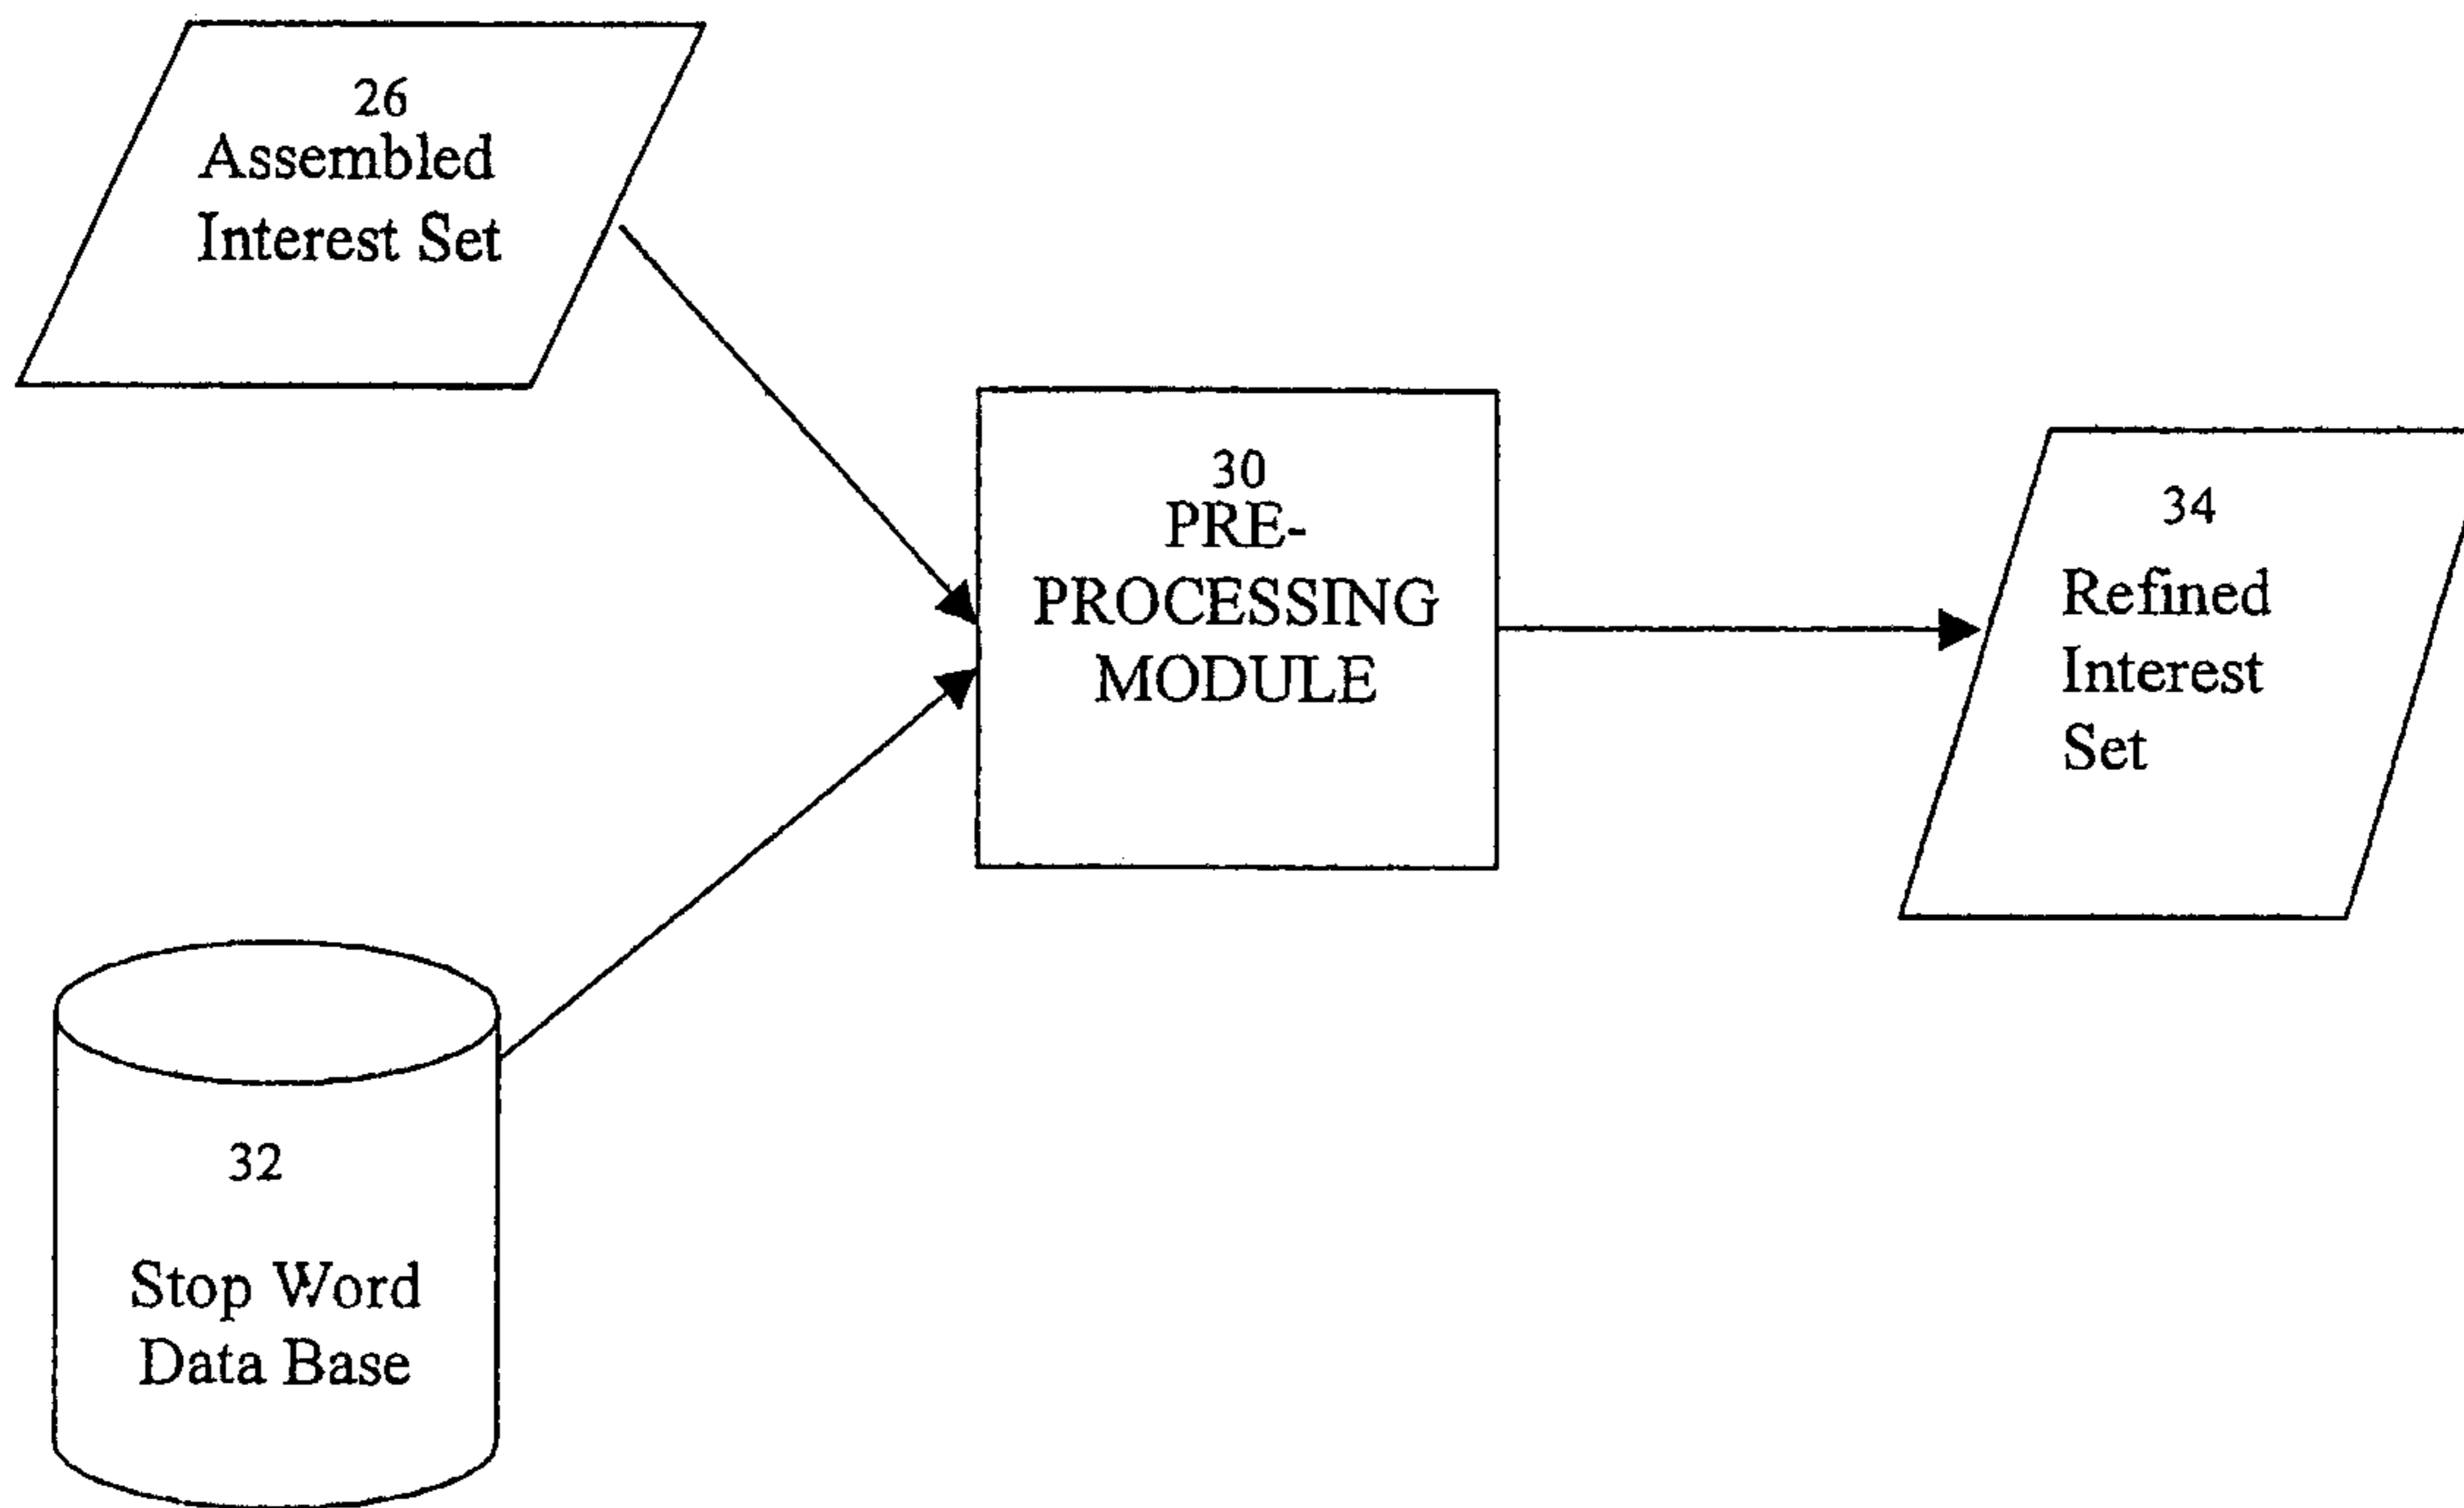 26
Assembled
Interest Set
30
PRE-
PROCESSING
MODULE
34
Refined
Interest
Set
32
Stop Word
Data Base